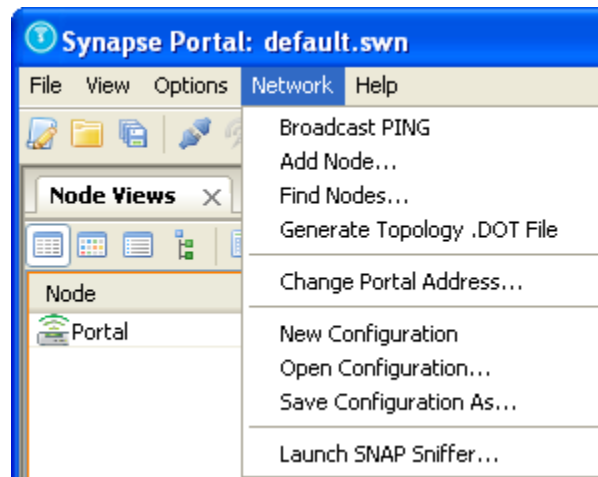 Synapse Portal: default.swn
File View Options Network Help
Broadcast PING
Add Node...
Node Views
Find Nodes...
Generate Topology .DOT File
Node
Change Portal Address...
Portal
New Configuration
Open Configuration...
Save Configuration As...
Launch SNAP Sniffer...